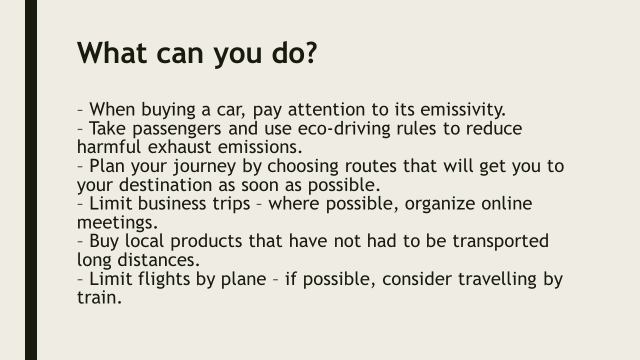 What can you do?
– When buying a car, pay attention to its emissivity.
– Take passengers and use eco-driving rules to reduce
harmful exhaust emissions.
– Plan your journey by choosing routes that will get you to
your destination as soon as possible.
– Limit business trips – where possible, organize online
meetings.
– Buy local products that have not had to be transported
long distances.
– Limit flights by plane – if possible, consider travelling by
train.